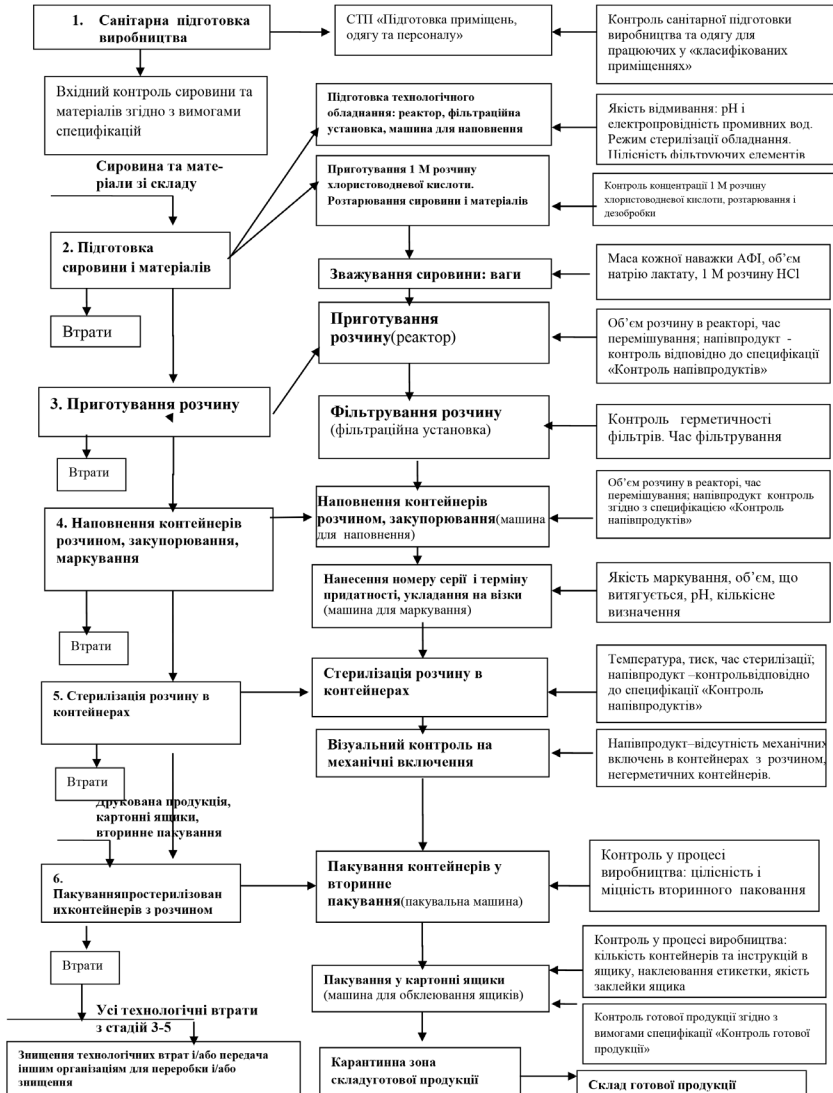 1. Санітарна підготовка
виробництва
СТП «Підготовка приміщень,
одягу та персоналу»
Контроль санітарної підготовки
виробництва та одягу для
працюючих у «класифікованих
приміщеннях»
Вхідний контроль сировини та
матеріалів згідно з вимогами
специфікацій
Підготовка технологічного
обладнання: реактор, фільтраційна
установка, машина для наповнення
Якість відмивання: рН і
електропровідність промивних вод.
Режим стерилізації обладнання.
Цілісність фільтруючих елементів
Сировина та мате-
ріали зі складу
Приготування 1 М розчину
хлористоводневої кислоти.
Розтарювання сировини і матеріалів
Контроль концентрації 1 М розчину
хлористоводневої кислоти, розтарювання і
дезобробки
2. Підготовка
сировини і матеріалів
Зважування сировини: ваги
Маса кожної наважки АФІ, об’єм
натрію лактату, 1 М розчину HCl
Втрати
Приготування
розчину(реактор)
Об’єм розчину в реакторі, час
перемішування; напівпродукт -
контроль відповідно до специфікації
«Контроль напівпродуктів»
3. Приготування розчину
Фільтрування розчину
(фільтраційна установка)
Контроль герметичності
фільтрів. Час фільтрування
Втрати
Наповнення контейнерів
розчином, закупорювання(машина
для наповнення)
Об’єм розчину в реакторі, час
перемішування; напівпродукт контроль
згідно з специфікацією «Контроль
напівпродуктів»
4. Наповнення контейнерів
розчином, закупорювання,
маркування
Нанесення номеру серії і терміну
придатності, укладання на візки
(машина для маркування)
Якість маркування, об’єм, що
витягується, рН, кількісне
визначення
Втрати
Стерилізація розчину в
контейнерах
Температура, тиск, час стерилізації;
напівпродукт –контрольвідповідно
до специфікації «Контроль
напівпродуктів»
5. Стерилізація розчину в
контейнерах
Візуальний контроль на
механічні включення
Напівпродукт–відсутність механічних
включень в контейнерах з розчином,
негерметичних контейнерів.
Втрати
Друкована продукція,
картонні ящики,
вторинне пакування
6.
Пакуванняпростерилізован
ихконтейнерів з розчином
Пакування контейнерів у
вторинне
пакування(пакувальна машина)
Контроль у процесі
виробництва: цілісність і
міцність вторинного паковання
Втрати
Пакування у картонні ящики
(машина для обклеювання ящиків)
Контроль у процесі виробництва:
кількість контейнерів та інструкцій в
ящику, наклеювання етикетки, якість
заклейки ящика
Усі технологічні втрати
з стадій 3-5
Контроль готової продукції згідно з
вимогами специфікації «Контроль готової
продукції»
Знищення технологічних втрат і/або передача
іншим організаціям для переробки і/або
знищення
Карантинна зона
складуготової продукції
Склад готової продукції